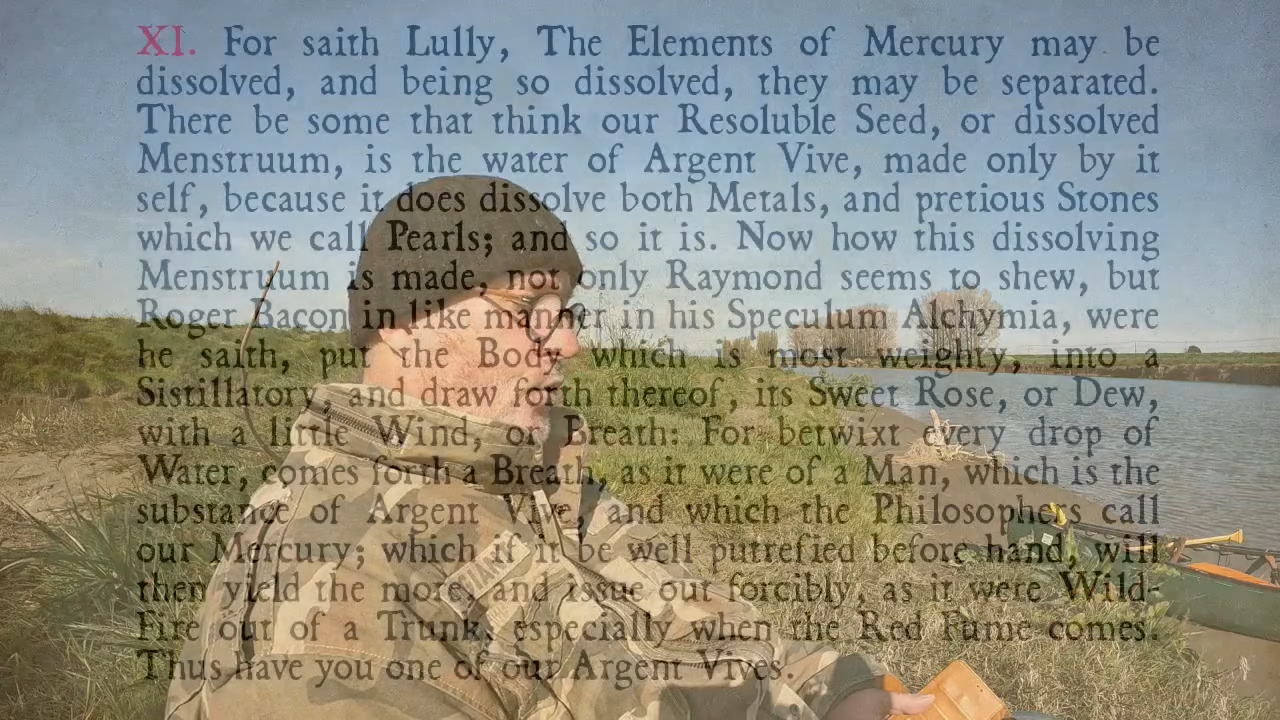 XI. For saith Lully, The Elements of Mercury may be
dissolved, and being so dissolved, they may be separated.
There be some that think our Resoluble Seed, or dissolved
Menstruum, is the water of Argent Vive, made only by it
self, because it does dissolve both Metals, and pretious Stones
which we call Pearls; and so it is. Now how this dissolving
Menstruum is made, not only Raymond seems to shew, but
Roger Bacon in like manner in his Speculum Alchymia, were
he saith, put the Body which is most weighty, into a
Sistillatory, and draw forth thereof, its Sweet Rose, or Dew,
with a little Wind, or Breath: For betwixt every drop of
Water, comes forth a Breath, as it were of a Man, which is the
substance of Argent Vive, and which the Philosophers call
our Mercury; which if it be well putrefied before hand, will
then yield the more, and issue out forcibly, as it were Wild-
Fire out of a Trunk, especially when the Red Fume comes.
Thus have you one of our Argent Vives.